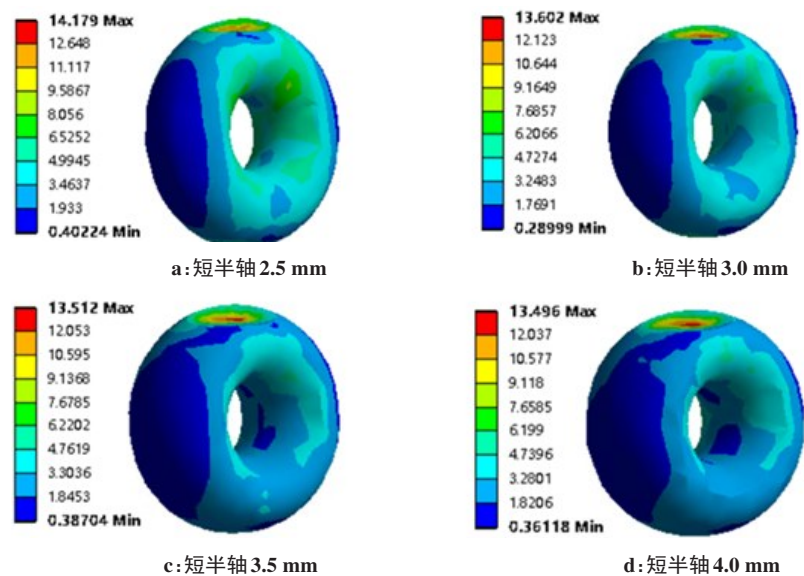 14.179 Max
12.648
11.117
9.5867
8.056
6.5252
4.99945
3.4637
1.933
0.40224 Min
a:短半轴2.5 mm
13.602 Max
12.123
10.644
9.1649
7.6857
6.2066
4.7274
3.2483
1.7691
0.28999 Min
b:短半轴3.0 mm
13.512 Max
12.053
10.595
9.1368
7.6785
6.2202
4.7619
3.3036
1.8453
0.38704 Min
c:短半轴3.5 mm
13.496 Max
12.037
10.577
9.118
7.6585
6.199
4.7396
3.2801
1.8206
0.36118 Min
d:短半轴4.0 mm